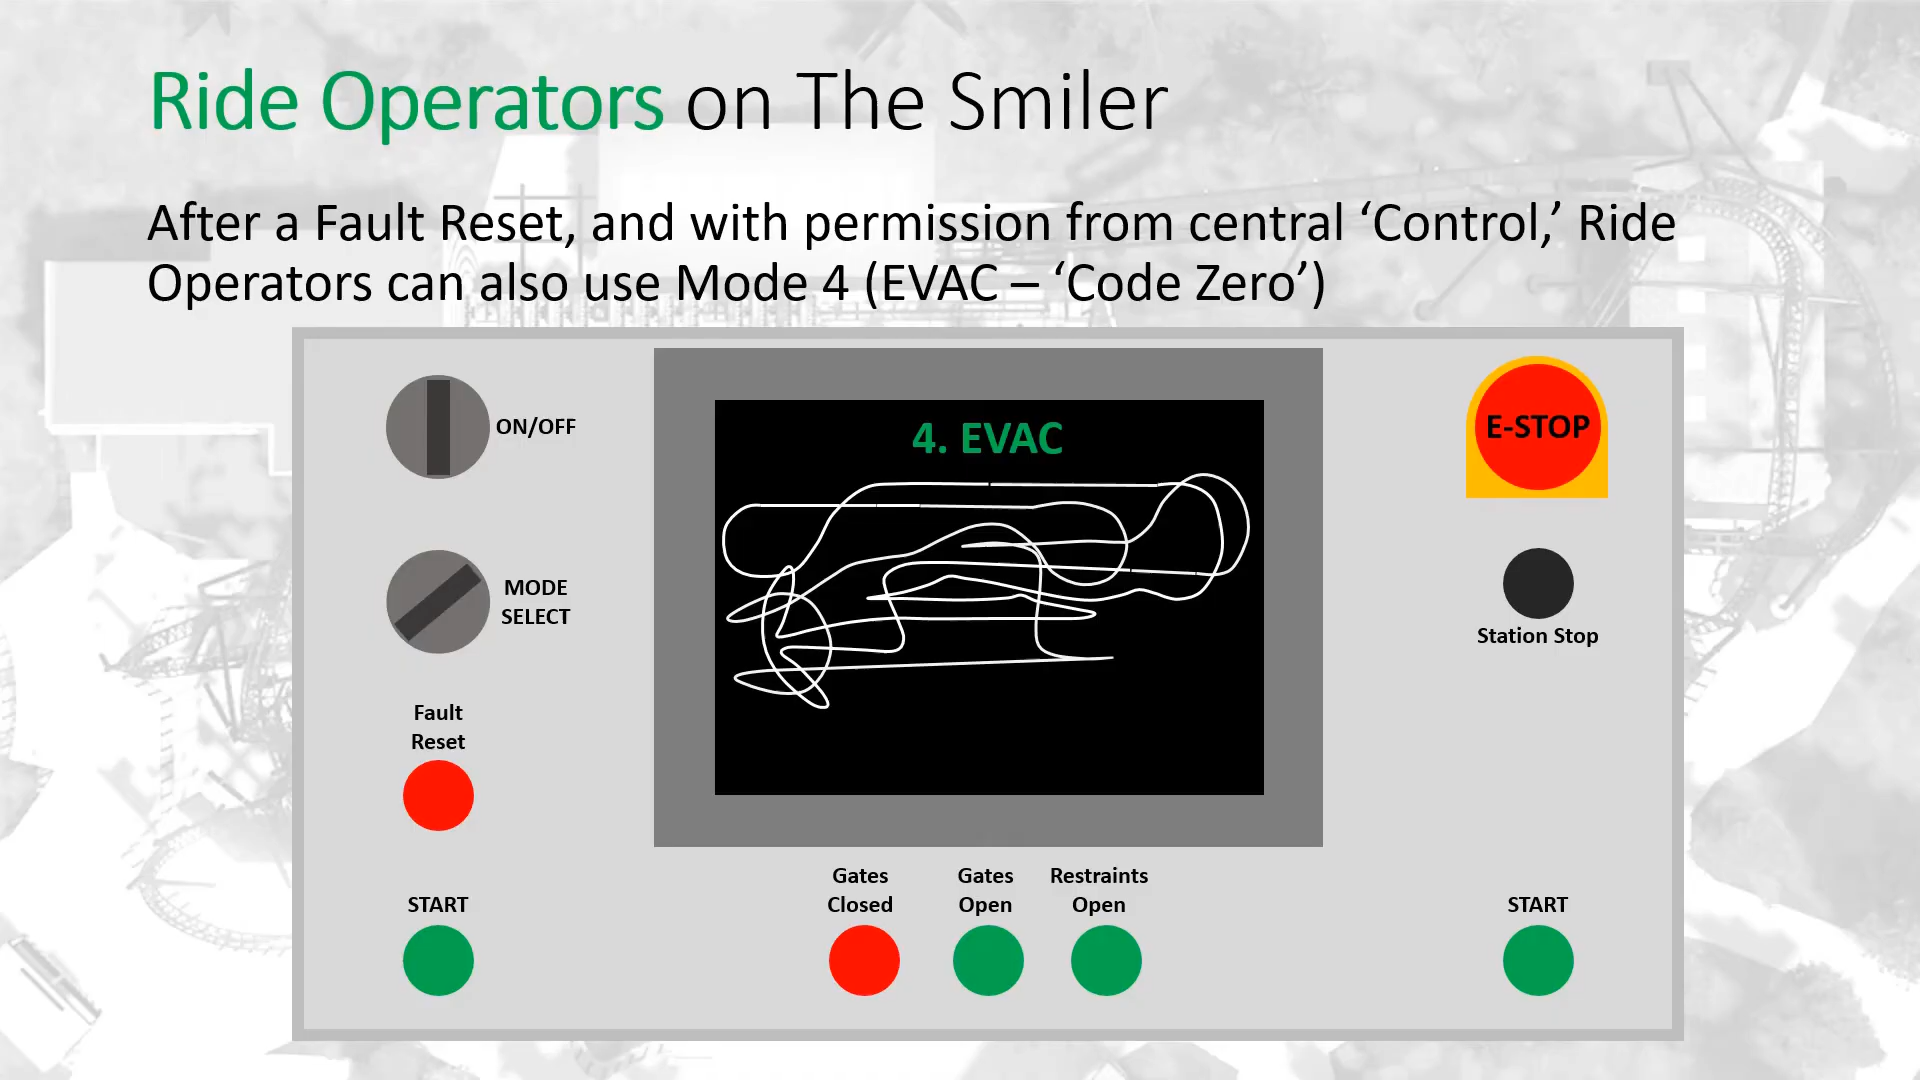 Ride Operators on The Smiler
After a Fault Reset, and with permission from central ‘Control,’ Ride
Operators can also use Mode 4 (EVAC – ‘Code Zero’)
ON/OFF
4. EVAC
E-STOP
MODE
SELECT
Station Stop
Fault
Reset
START
Gates
Closed
Gates
Open
Restraints
Open
START